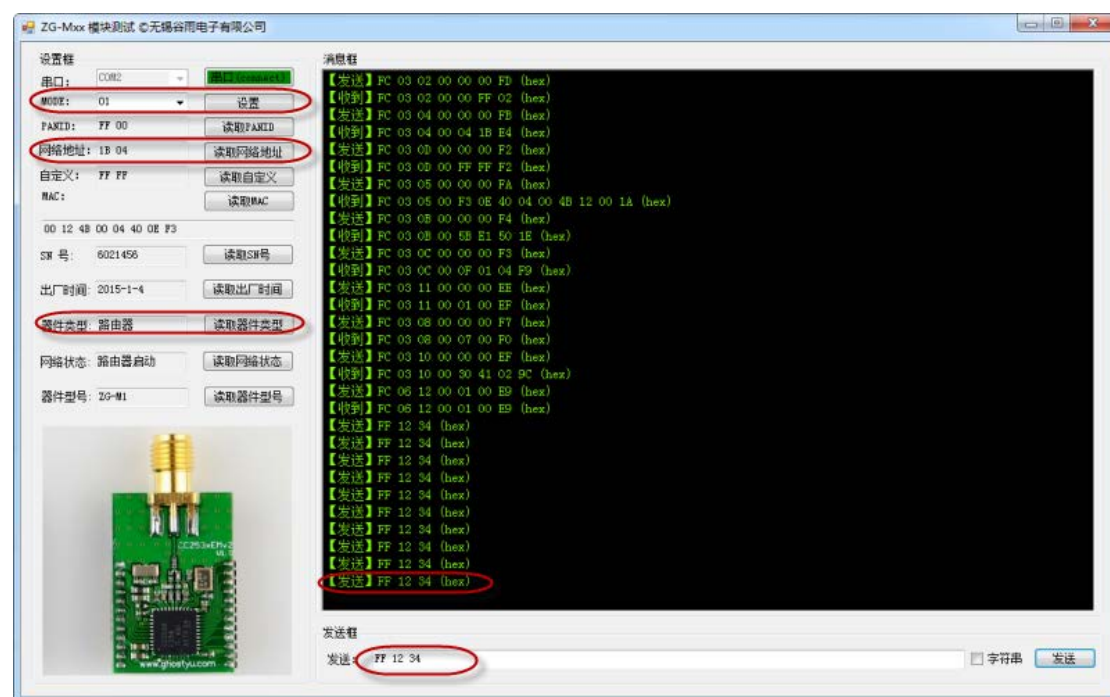 ZG-Mxx 模块测试 ©无锡谷雨电子有限公司
设置框
串口: COM2 串口(connect)
MODE: 01 设置
PANID: FF 00 读取PANID
网络地址: 1B 04 读取网络地址
自定义: FF FF 读取自定义
MAC: 读取MAC
00 12 4B 00 04 40 0E F3
SN 号: 6021456 读取SN号
出厂时间: 2015-1-4 读取出厂时间
器件类型: 路由器 读取器件类型
网络状态: 路由器启动 读取网络状态
器件型号: ZG-M1 读取器件型号
CC253xEMv2
www.ghostyu.com
消息框
【发送】FC 03 02 00 00 00 FD (hex)
【收到】FC 03 02 00 00 FF 02 (hex)
【发送】FC 03 04 00 00 00 FB (hex)
【收到】FC 03 04 00 04 1B E4 (hex)
【发送】FC 03 0D 00 00 00 F2 (hex)
【收到】FC 03 0D 00 FF FF F2 (hex)
【发送】FC 03 05 00 00 00 FA (hex)
【收到】FC 03 05 00 F3 0E 40 04 00 4B 12 00 1A (hex)
【发送】FC 03 0B 00 00 00 F4 (hex)
【收到】FC 03 0B 00 5B E1 50 1E (hex)
【发送】FC 03 0C 00 00 00 F3 (hex)
【收到】FC 03 0C 00 0F 01 04 F9 (hex)
【发送】FC 03 11 00 00 00 EE (hex)
【收到】FC 03 11 00 01 00 EF (hex)
【发送】FC 03 08 00 00 00 F7 (hex)
【收到】FC 03 08 00 07 00 F0 (hex)
【发送】FC 03 10 00 00 00 EF (hex)
【收到】FC 03 10 00 30 41 02 9C (hex)
【发送】FC 06 12 00 01 00 E9 (hex)
【收到】FC 06 12 00 01 00 E9 (hex)
【发送】FF 12 34 (hex)
【发送】FF 12 34 (hex)
【发送】FF 12 34 (hex)
【发送】FF 12 34 (hex)
【发送】FF 12 34 (hex)
【发送】FF 12 34 (hex)
【发送】FF 12 34 (hex)
【发送】FF 12 34 (hex)
【发送】FF 12 34 (hex)
【发送】FF 12 34 (hex)
发送框
发送: FF 12 34 字符串 发送